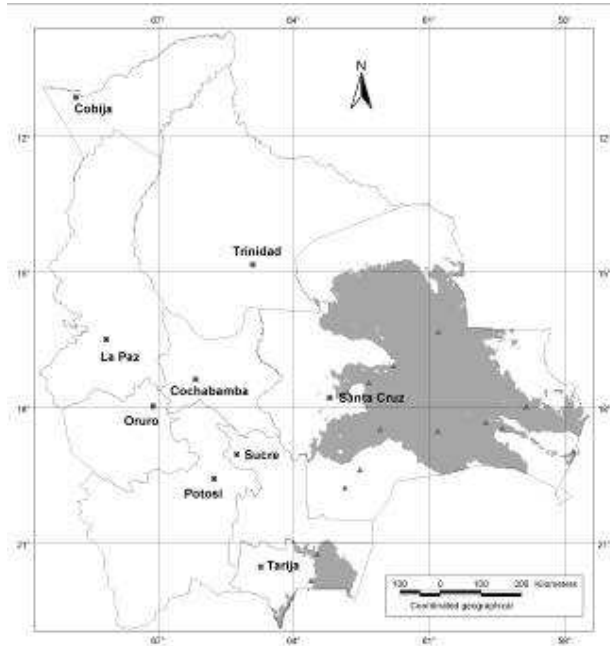 67° 64° 61° 58°
N
Cobija
12° 12°
Trinidad
15° 15°
La Paz
Cochabamba
Santa Cruz
18° 18°
Oruro
Sucre
Potosi
21° 21°
Tarija
100 0 100 200 Kilometers
Coordinated geographical
67° 64° 61° 58°